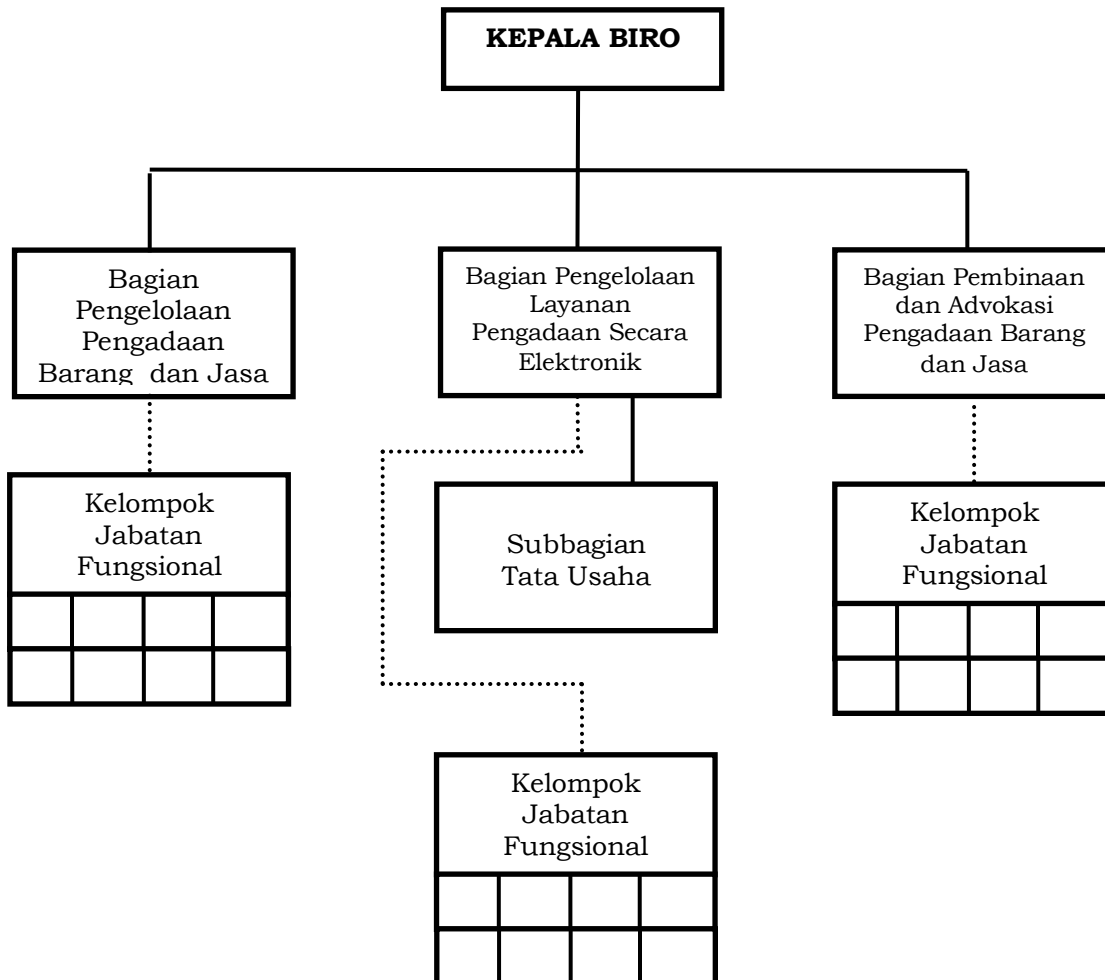 KEPALA BIRO
Bagian
Pengelolaan
Pengadaan
Barang dan Jasa
Bagian Pengelolaan
Layanan
Pengadaan Secara
Elektronik
Bagian Pembinaan
dan Advokasi
Pengadaan Barang
dan Jasa
Kelompok
Jabatan
Fungsional
Subbagian
Tata Usaha
Kelompok
Jabatan
Fungsional
Kelompok
Jabatan
Fungsional